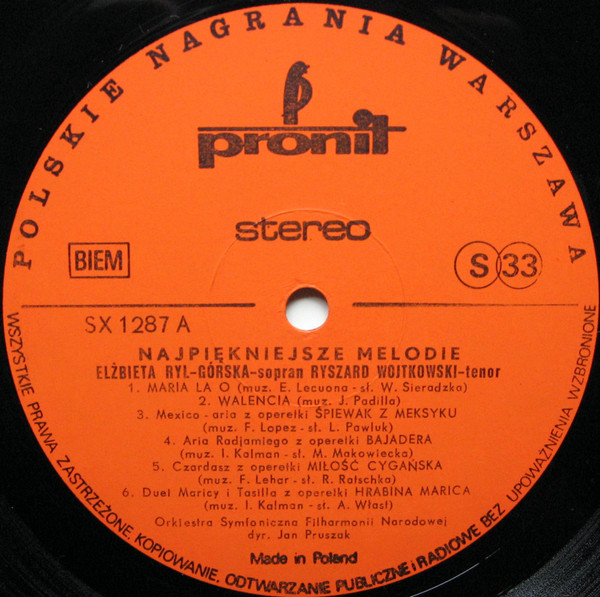 POLSKIE NAGRANIA WARSZAWA
pronit
stereo
BIEM
S 33
SX 1287 A
NAJPIĘKNIEJSZE MELODIE
ELŻBIETA RYL-GÓRSKA-sopran RYSZARD WOJTKOWSKI-tenor
1. MARIA LA O (muz. E. Lecuona - sł. W. Sieradzka)
2. WALENCIA (muz. J. Padilla)
3. Mexico - aria z operetki ŚPIEWAK Z MEKSYKU
(muz. F. Lopez - sł. L. Pawluk)
4. Aria Radjamiego z operetki BAJADERA
(muz. I. Kalman - sł. M. Makowiecka)
5. Czardasz z operetki MIŁOŚĆ CYGAŃSKA
(muz. F. Lehar - sł. R. Ratschka)
6. Duet Maricy i Tasilla z operetki HRABINA MARICA
(muz. I. Kalman - sł. A. Włast)
Orkiestra Symfoniczna Filharmonii Narodowej
dyr. Jan Pruszak
Made in Poland
WSZYSTKIE PRAWA ZASTRZEŻONE, KOPIOWANIE, ODTWARZANIE PUBLICZNE i RADIOWE BEZ UPOWAŻNIENIA WZBRONIONE